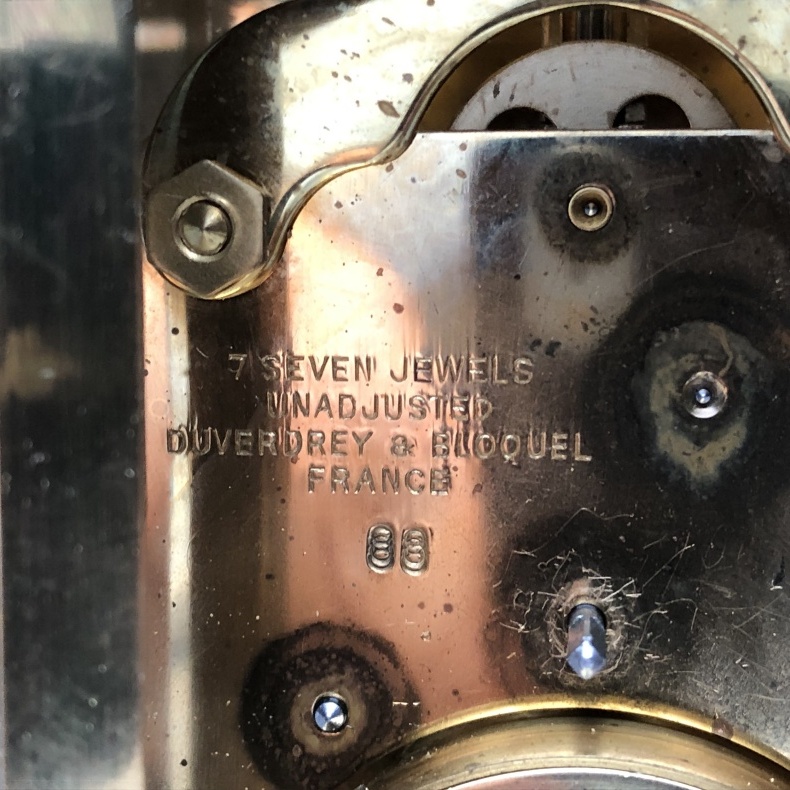 7 SEVEN JEWELS
UNADJUSTED
DUVERDREY & BLOQUEL
FRANCE
88